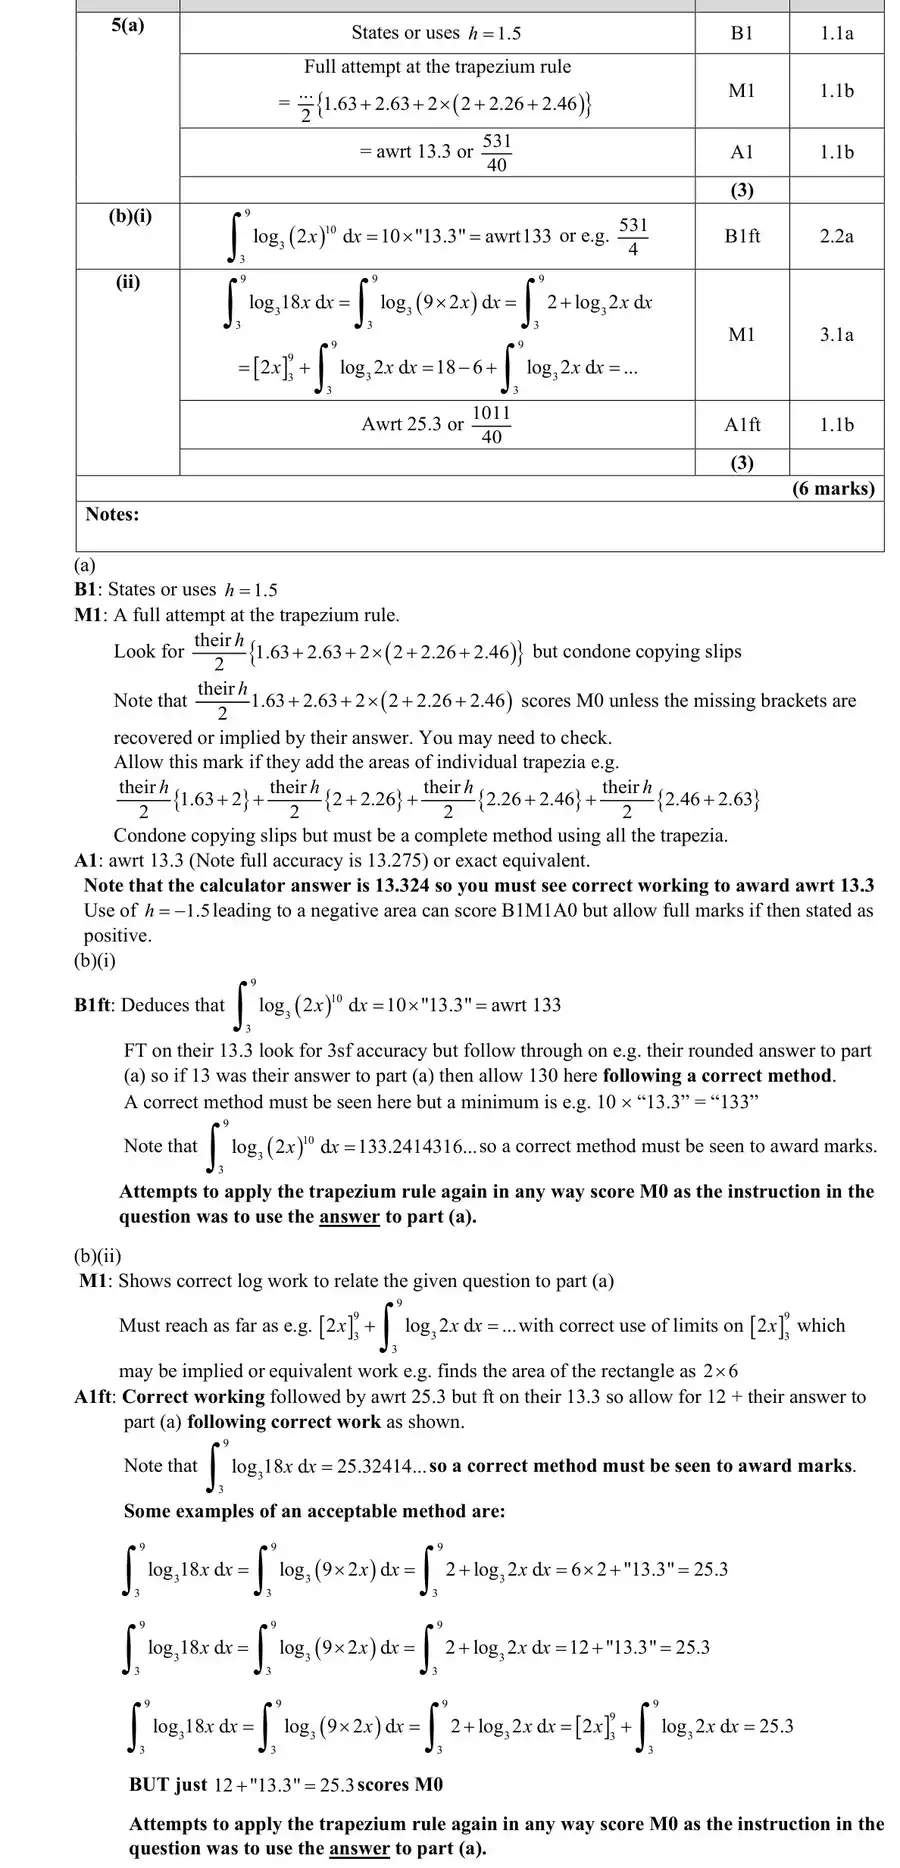 5(a) States or uses h = 1.5 B1 1.1a
Full attempt at the trapezium rule
= .../2 {1.63 + 2.63 + 2×(2 + 2.26 + 2.46)} M1 1.1b
= awrt 13.3 or 531/40 A1 1.1b
(3)
(b)(i) ∫₃⁹ log₃(2x)¹⁰ dx = 10×"13.3" = awrt133 or e.g. 531/4 B1ft 2.2a
(ii) ∫₃⁹ log₃18x dx = ∫₃⁹ log₃(9×2x) dx = ∫₃⁹ 2 + log₃2x dx
= [2x]₃⁹ + ∫₃⁹ log₃2x dx = 18 − 6 + ∫₃⁹ log₃2x dx = ... M1 3.1a
Awrt 25.3 or 1011/40 A1ft 1.1b
(3)
(6 marks)
Notes:
(a)
B1: States or uses h = 1.5
M1: A full attempt at the trapezium rule.
Look for their h/2 {1.63 + 2.63 + 2×(2 + 2.26 + 2.46)} but condone copying slips
Note that their h/2 1.63 + 2.63 + 2×(2 + 2.26 + 2.46) scores M0 unless the missing brackets are
recovered or implied by their answer. You may need to check.
Allow this mark if they add the areas of individual trapezia e.g.
their h/2 {1.63 + 2} + their h/2 {2 + 2.26} + their h/2 {2.26 + 2.46} + their h/2 {2.46 + 2.63}
Condone copying slips but must be a complete method using all the trapezia.
A1: awrt 13.3 (Note full accuracy is 13.275) or exact equivalent.
Note that the calculator answer is 13.324 so you must see correct working to award awrt 13.3
Use of h = −1.5 leading to a negative area can score B1M1A0 but allow full marks if then stated as
positive.
(b)(i)
B1ft: Deduces that ∫₃⁹ log₃(2x)¹⁰ dx = 10×"13.3" = awrt 133
FT on their 13.3 look for 3sf accuracy but follow through on e.g. their rounded answer to part
(a) so if 13 was their answer to part (a) then allow 130 here following a correct method.
A correct method must be seen here but a minimum is e.g. 10 × “13.3” = “133”
Note that ∫₃⁹ log₃(2x)¹⁰ dx = 133.2414316... so a correct method must be seen to award marks.
Attempts to apply the trapezium rule again in any way score M0 as the instruction in the
question was to use the answer to part (a).
(b)(ii)
M1: Shows correct log work to relate the given question to part (a)
Must reach as far as e.g. [2x]₃⁹ + ∫₃⁹ log₃2x dx = ... with correct use of limits on [2x]₃⁹ which
may be implied or equivalent work e.g. finds the area of the rectangle as 2×6
A1ft: Correct working followed by awrt 25.3 but ft on their 13.3 so allow for 12 + their answer to
part (a) following correct work as shown.
Note that ∫₃⁹ log₃18x dx = 25.32414... so a correct method must be seen to award marks.
Some examples of an acceptable method are:
∫₃⁹ log₃18x dx = ∫₃⁹ log₃(9×2x) dx = ∫₃⁹ 2 + log₃2x dx = 6×2 + "13.3" = 25.3
∫₃⁹ log₃18x dx = ∫₃⁹ log₃(9×2x) dx = ∫₃⁹ 2 + log₃2x dx = 12 + "13.3" = 25.3
∫₃⁹ log₃18x dx = ∫₃⁹ log₃(9×2x) dx = ∫₃⁹ 2 + log₃2x dx = [2x]₃⁹ + ∫₃⁹ log₃2x dx = 25.3
BUT just 12 + "13.3" = 25.3 scores M0
Attempts to apply the trapezium rule again in any way score M0 as the instruction in the
question was to use the answer to part (a).